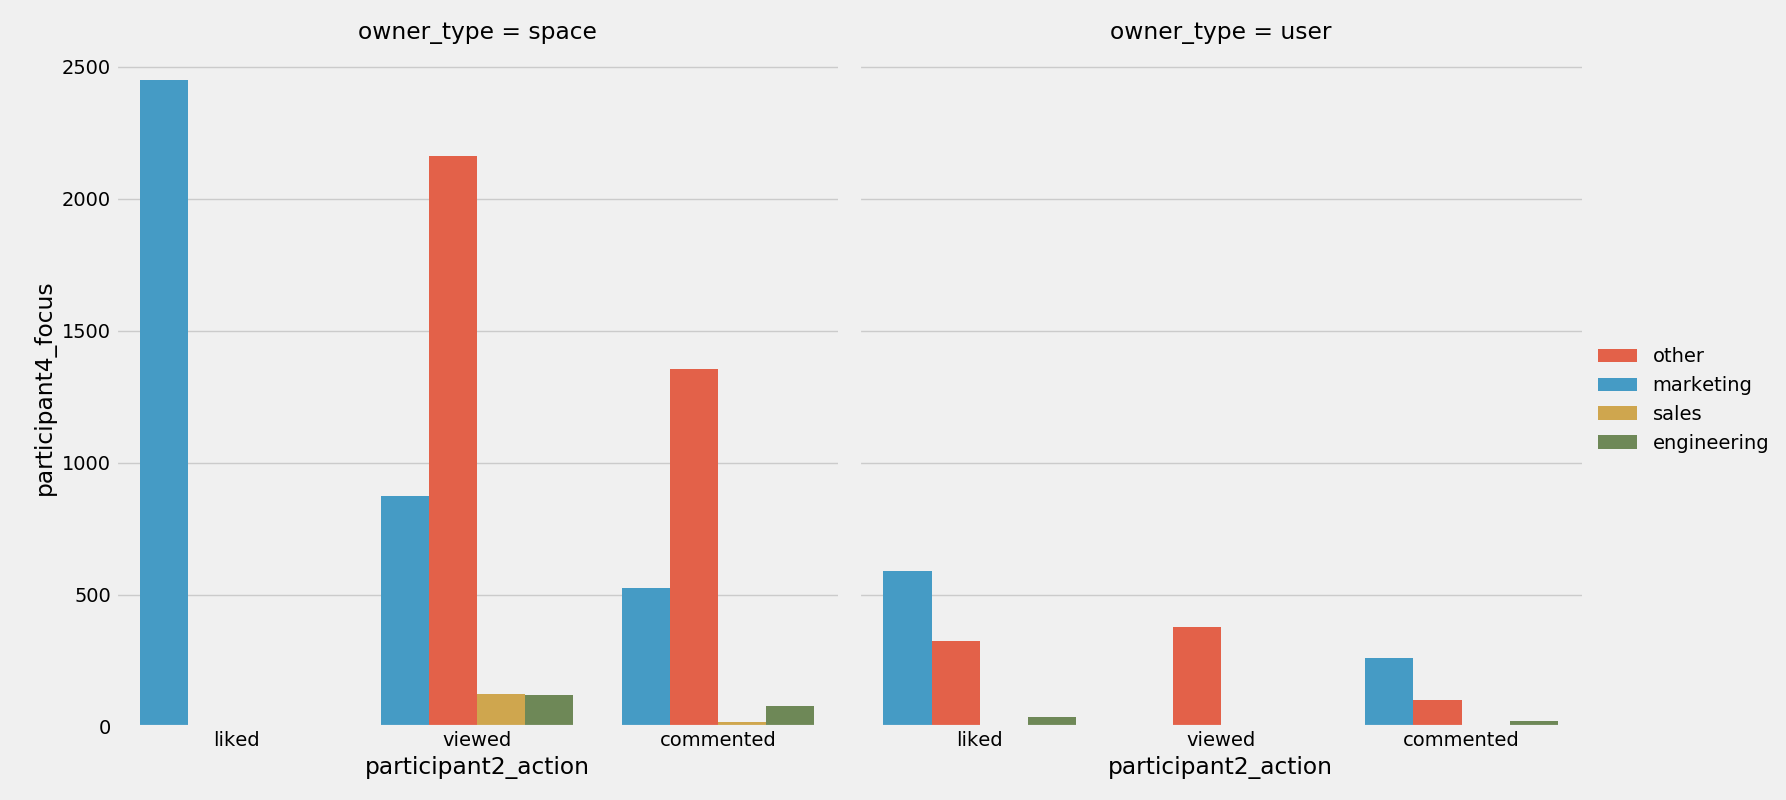 owner_type = space
owner_type = user
participant4_focus
2500
2000
1500
1000
500
0
liked viewed commented
liked viewed commented
participant2_action
participant2_action
other
marketing
sales
engineering